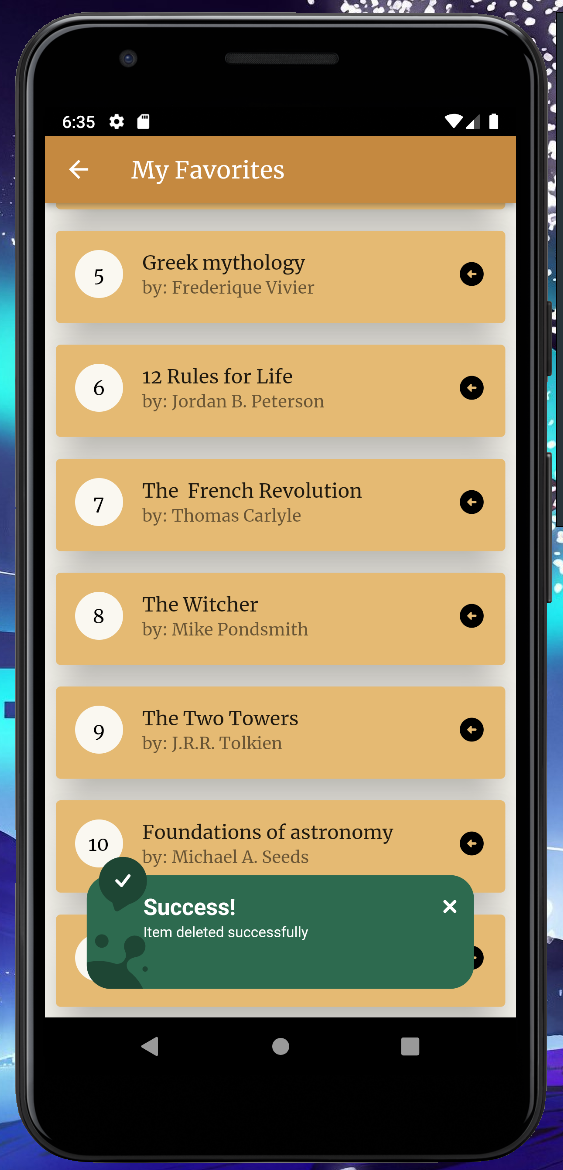 6:35
My Favorites
5
Greek mythology
by: Frederique Vivier
6
12 Rules for Life
by: Jordan B. Peterson
7
The  French Revolution
by: Thomas Carlyle
8
The Witcher
by: Mike Pondsmith
9
The Two Towers
by: J.R.R. Tolkien
10
Foundations of astronomy
by: Michael A. Seeds
Success!
Item deleted successfully